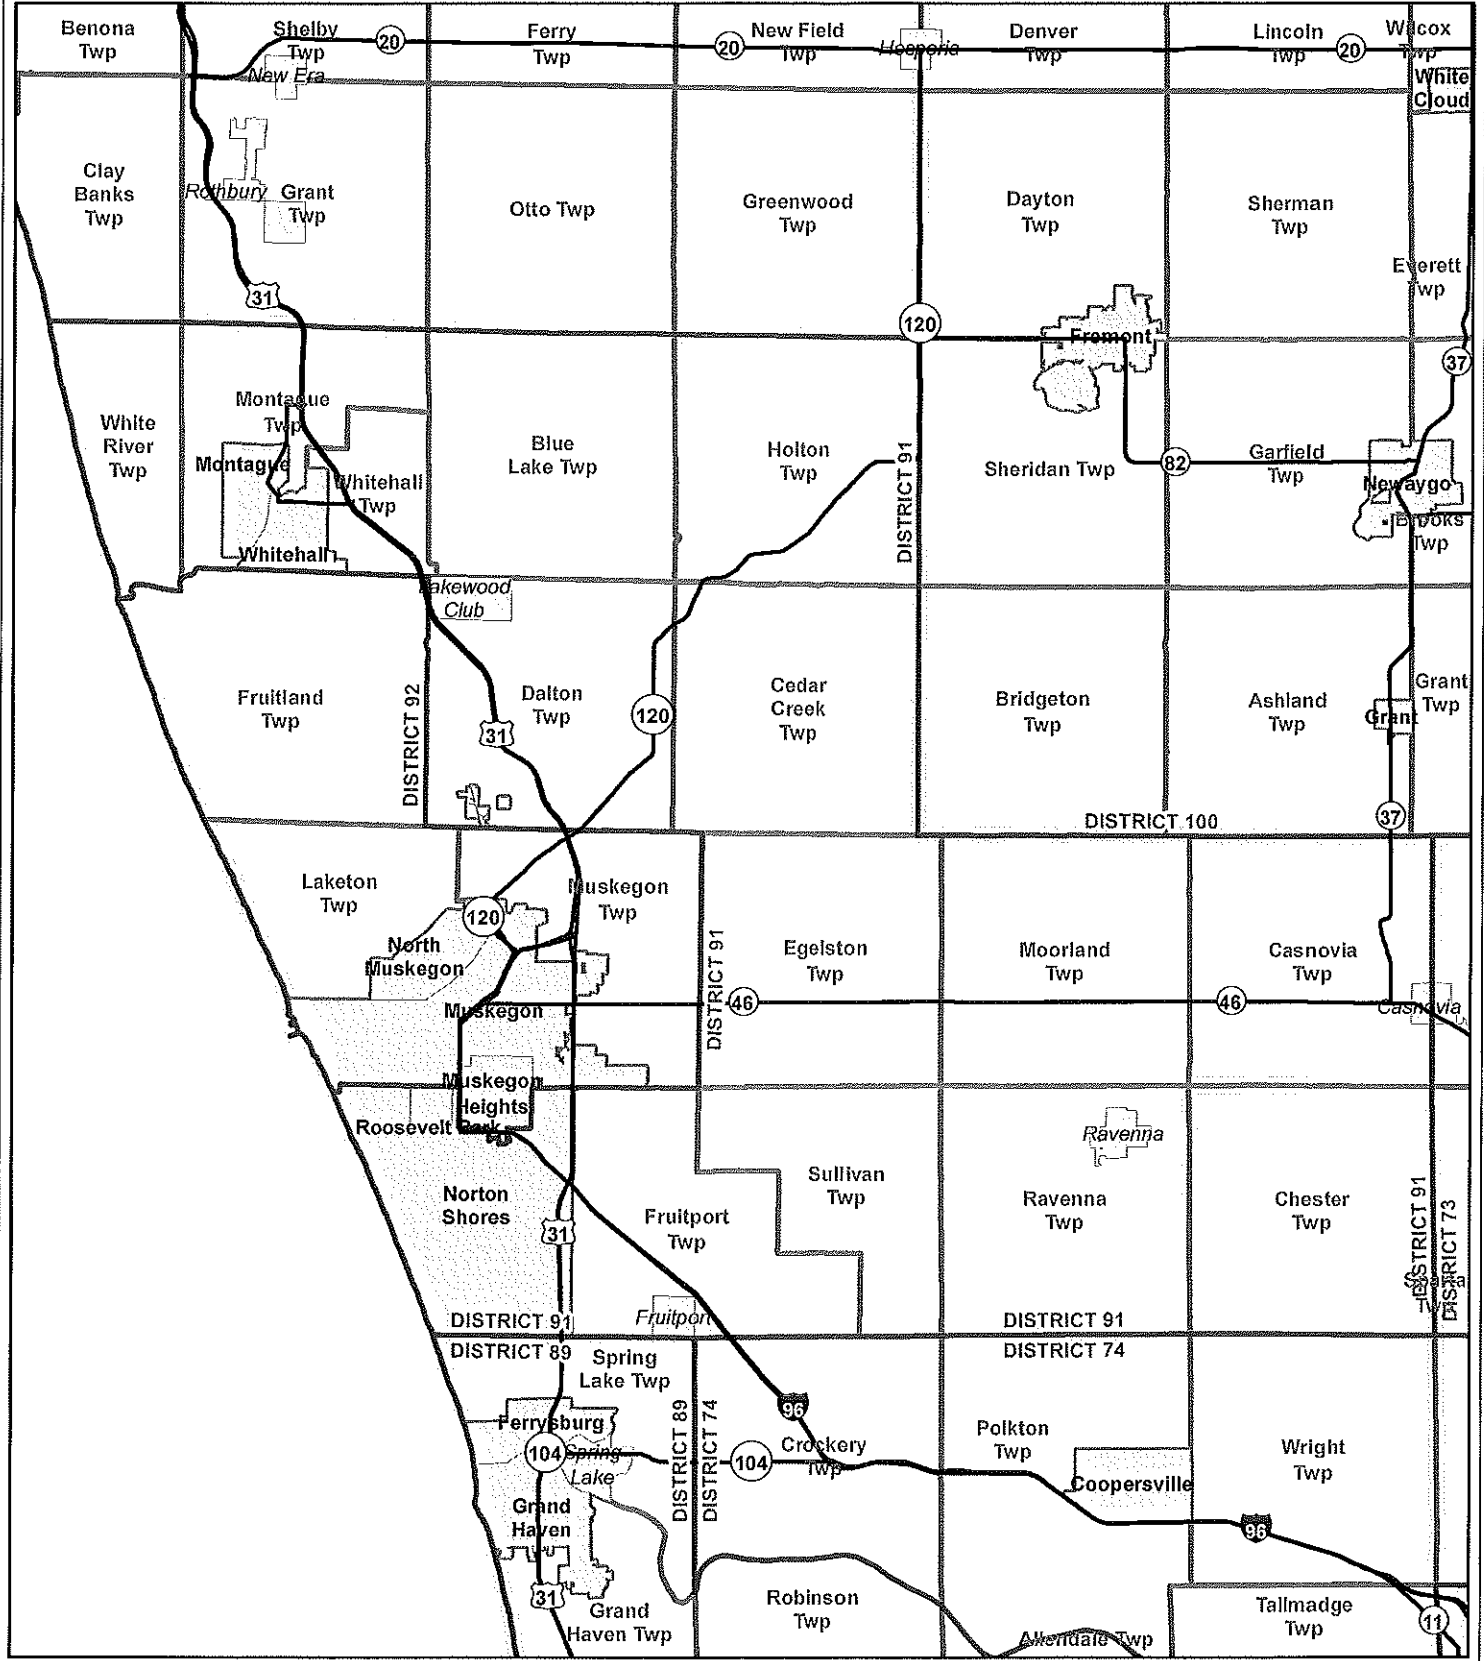 Benona
Twp
Shelby
Twp
20
Ferry
Twp
20
New Field
Twp
Hesperia
Denver
Twp
Lincoln
Twp
20
Wilcox
Twp
New Era
White
Cloud
Clay
Banks
Twp
Rothbury
Grant
Twp
Otto Twp
Greenwood
Twp
Dayton
Twp
Sherman
Twp
Everett
Twp
31
120
Fremont
37
White
River
Twp
Montague
Twp
Montague
Whitehall
Twp
Whitehall
Blue
Lake Twp
Holton
Twp
DISTRICT 91
Sheridan Twp
82
Garfield
Twp
Newaygo
Brooks
Twp
Lakewood
Club
Fruitland
Twp
DISTRICT 92
Dalton
Twp
31
120
Cedar
Creek
Twp
Bridgeton
Twp
Ashland
Twp
Grant
Twp
Grant
DISTRICT 100
37
Laketon
Twp
Muskegon
Twp
120
North
Muskegon
DISTRICT 91
Egelston
Twp
Moorland
Twp
Casnovia
Twp
46
46
Casnovia
Muskegon
Muskegon
Heights
Roosevelt Park
Ravenna
Norton
Shores
31
Fruitport
Twp
Sullivan
Twp
Ravenna
Twp
Chester
Twp
DISTRICT 91
DISTRICT 73
Sparta
Twp
Fruitport
DISTRICT 91
DISTRICT 91
DISTRICT 89
DISTRICT 74
Spring
Lake Twp
DISTRICT 89
DISTRICT 74
96
Ferrysburg
104
Spring
Lake
104
Crockery
Twp
Polkton
Twp
Coopersville
Wright
Twp
Grand
Haven
96
31
Grand
Haven Twp
Robinson
Twp
Allendale Twp
Tallmadge
Twp
11